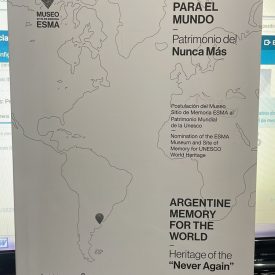 MUSEO
ESMA
PARA EL
MUNDO
Patrimonio del
Nunca Más
Postulación del Museo
Sitio de Memoria ESMA al
Patrimonio Mundial
de la Unesco
Nomination of the ESMA
Museum and Site of
Memory for UNESCO
World Heritage
ARGENTINE
MEMORY
FOR THE
WORLD
Heritage of the
"Never Again"